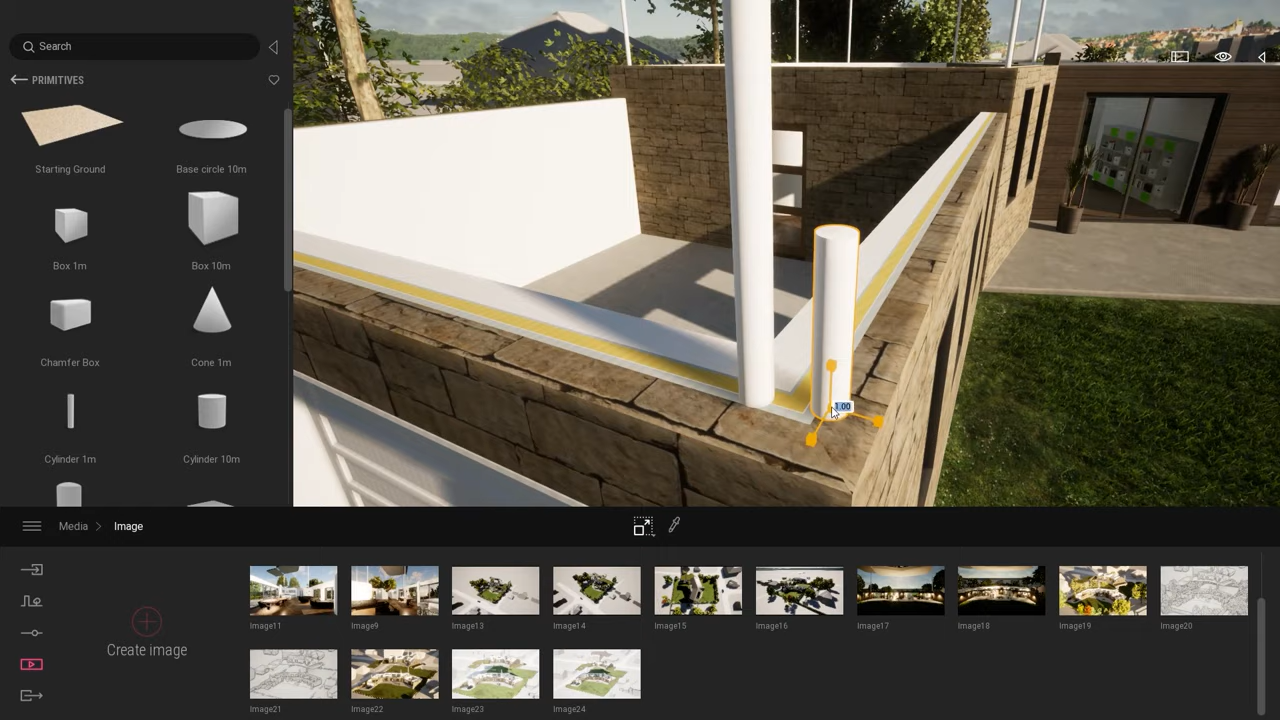 Search
PRIMITIVES
Starting Ground
Base circle 10m
Box 1m
Box 10m
Chamfer Box
Cone 1m
Cylinder 1m
Cylinder 10m
1.00
Media
Image
Create image
Image11
Image9
Image13
Image14
Image15
Image16
Image17
Image18
Image19
Image20
Image21
Image22
Image23
Image24